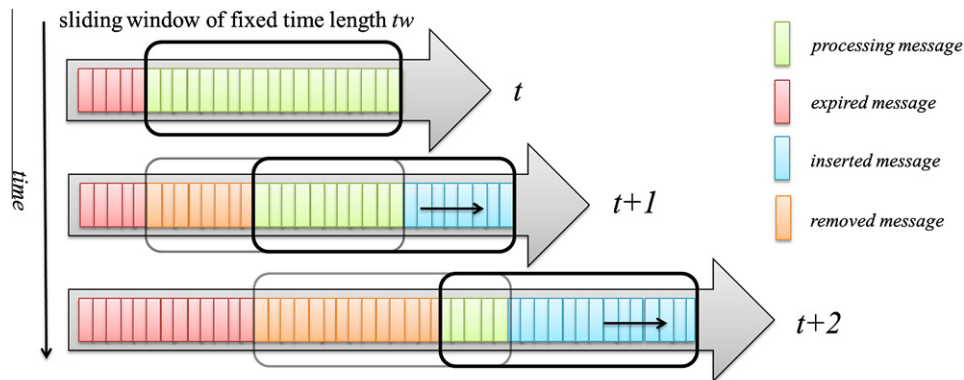 sliding window of fixed time length tw
processing message
t
expired message
time
inserted message
t+1
removed message
t+2